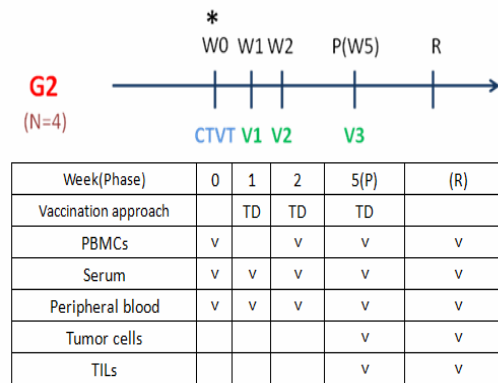 *
W0 W1 W2 P(W5) R
G2
(N=4)
CTVT V1 V2 V3
Week(Phase) 0 1 2 5(P) (R)
Vaccination approach TD TD TD
PBMCs v v v v
Serum v v v v v
Peripheral blood v v v v v
Tumor cells v v
TILs v v